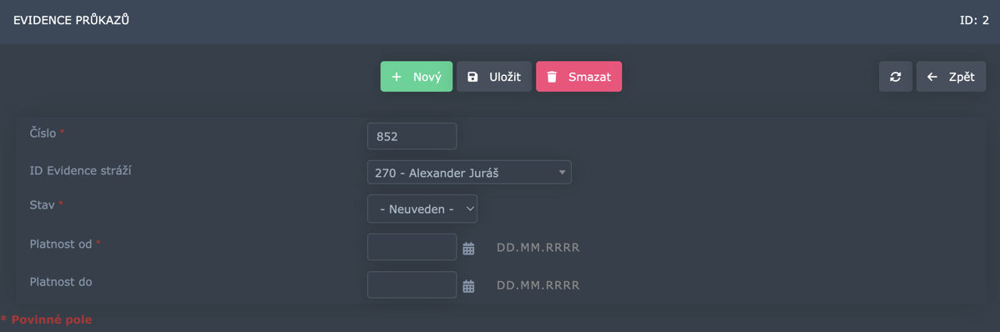 EVIDENCE PRŮKAZŮ ID: 2
Nový Uložit Smazat Zpět
Číslo * 852
ID Evidence stráží 270 - Alexander Juráš
Stav * - Neuveden -
Platnost od * DD.MM.RRRR
Platnost do DD.MM.RRRR
* Povinné pole